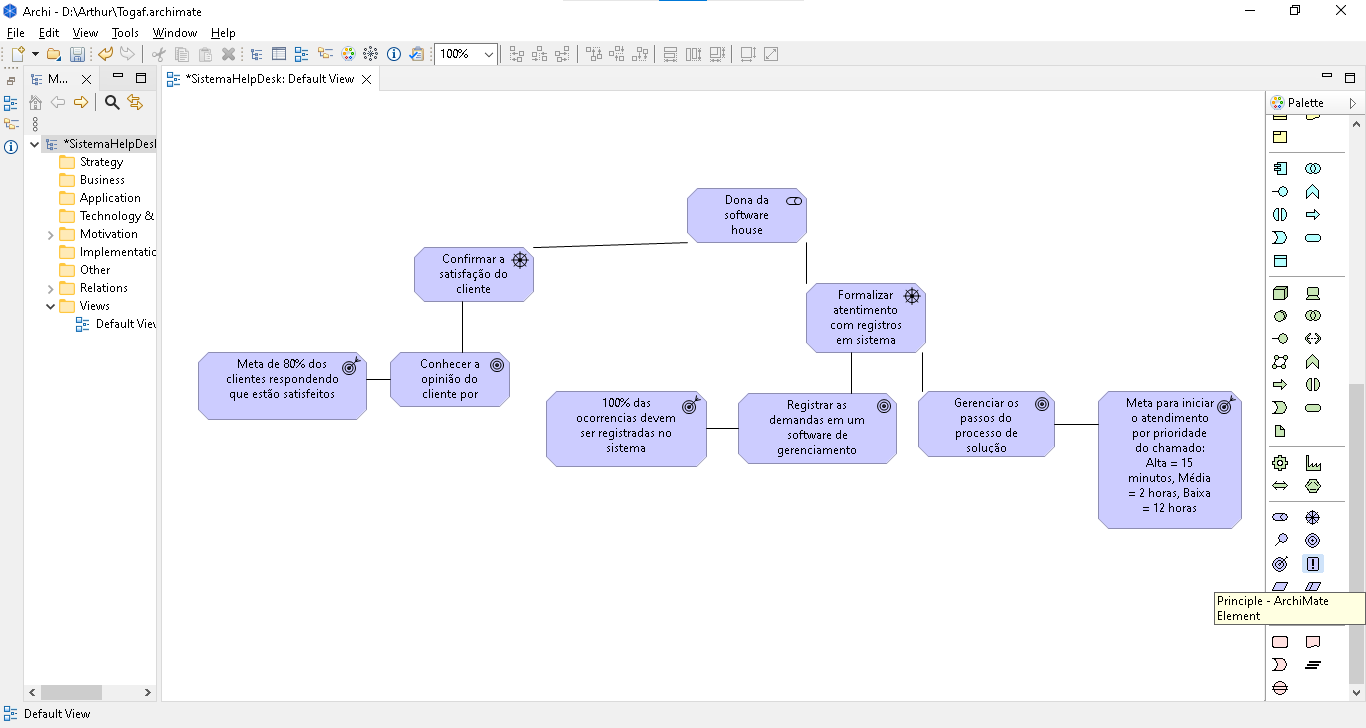 Archi - D:\Arthur\Togaf.archimate
File Edit View Tools Window Help
100%
M...
*SistemaHelpDesk: Default View
Palette
*SistemaHelpDesk
Strategy
Business
Application
Technology &
Motivation
Implementatic
Other
Relations
Views
Default View
Dona da
software
house
Confirmar a
satisfação do
cliente
Formalizar
atentimento
com registros
em sistema
Meta de 80% dos
clientes respondendo
que estão satisfeitos
Conhecer a
opinião do
cliente por
100% das
ocorrencias devem
ser registradas no
sistema
Registrar as
demandas em um
software de
gerenciamento
Gerenciar os
passos do
processo de
solução
Meta para iniciar
o atendimento
por prioridade
do chamado:
Alta = 15
minutos, Média
= 2 horas, Baixa
= 12 horas
Principle - ArchiMate
Element
Default View